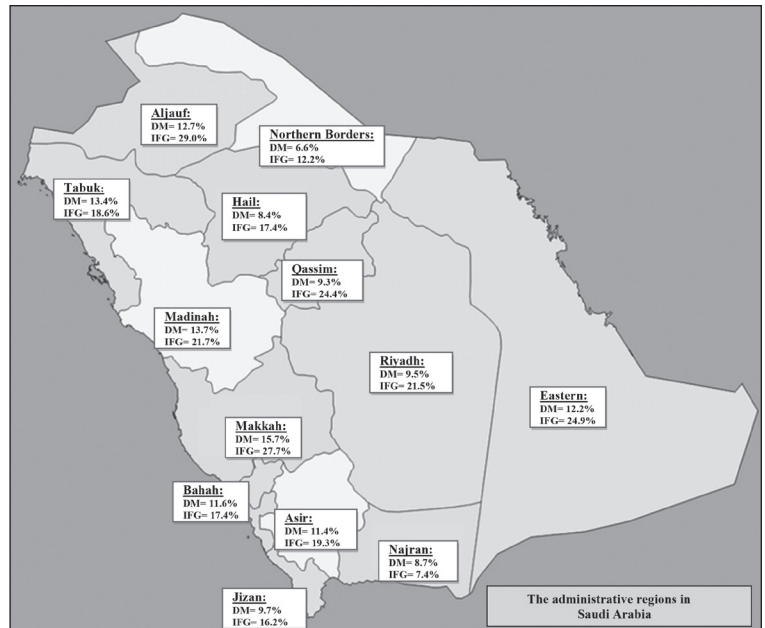 Aljauf:
DM= 12.7%
IFG= 29.0%
Northern Borders:
DM= 6.6%
IFG= 12.2%
Tabuk:
DM= 13.4%
IFG= 18.6%
Hail:
DM= 8.4%
IFG= 17.4%
Qassim:
DM= 9.3%
IFG= 24.4%
Madinah:
DM= 13.7%
IFG= 21.7%
Riyadh:
DM= 9.5%
IFG= 21.5%
Eastern:
DM= 12.2%
IFG= 24.9%
Makkah:
DM= 15.7%
IFG= 27.7%
Bahah:
DM= 11.6%
IFG= 17.4%
Asir:
DM= 11.4%
IFG= 19.3%
Najran:
DM= 8.7%
IFG= 7.4%
Jizan:
DM= 9.7%
IFG= 16.2%
The administrative regions in
Saudi Arabia